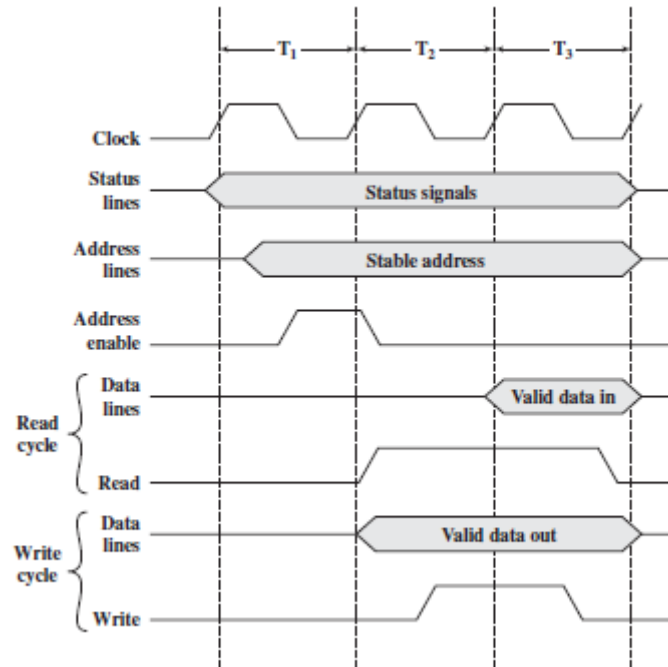 T1
T2
T3
Clock
Status
lines
Status signals
Address
lines
Stable address
Address
enable
Read
cycle
Data
lines
Valid data in
Read
Write
cycle
Data
lines
Valid data out
Write